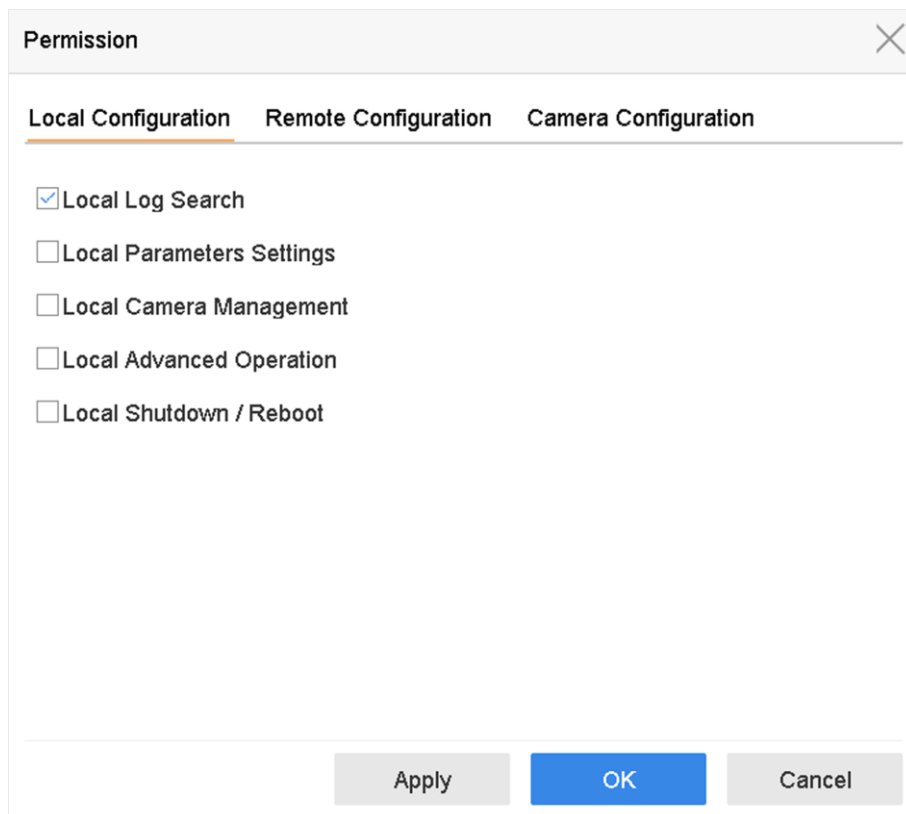 Permission
Local Configuration Remote Configuration Camera Configuration
Local Log Search
Local Parameters Settings
Local Camera Management
Local Advanced Operation
Local Shutdown / Reboot
Apply OK Cancel